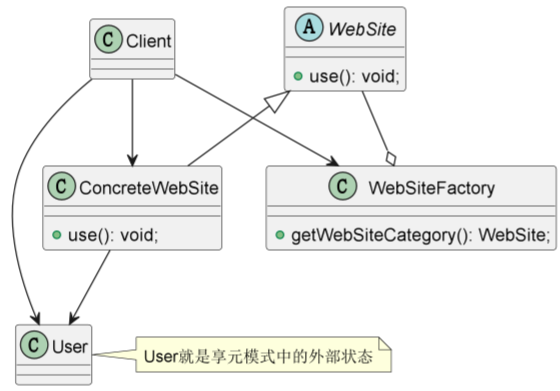 C Client
A WebSite
use(): void;
C ConcreteWebSite
use(): void;
C WebSiteFactory
getWebSiteCategory(): WebSite;
C User
User就是享元模式中的外部状态